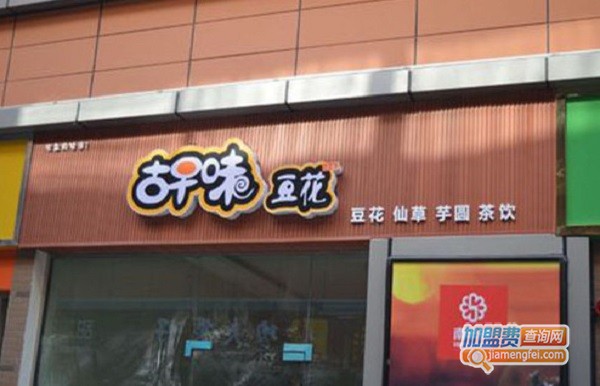 古早味 豆花
豆花 仙草 芋圆 茶饮
加盟费查询网
jiamengfei.com